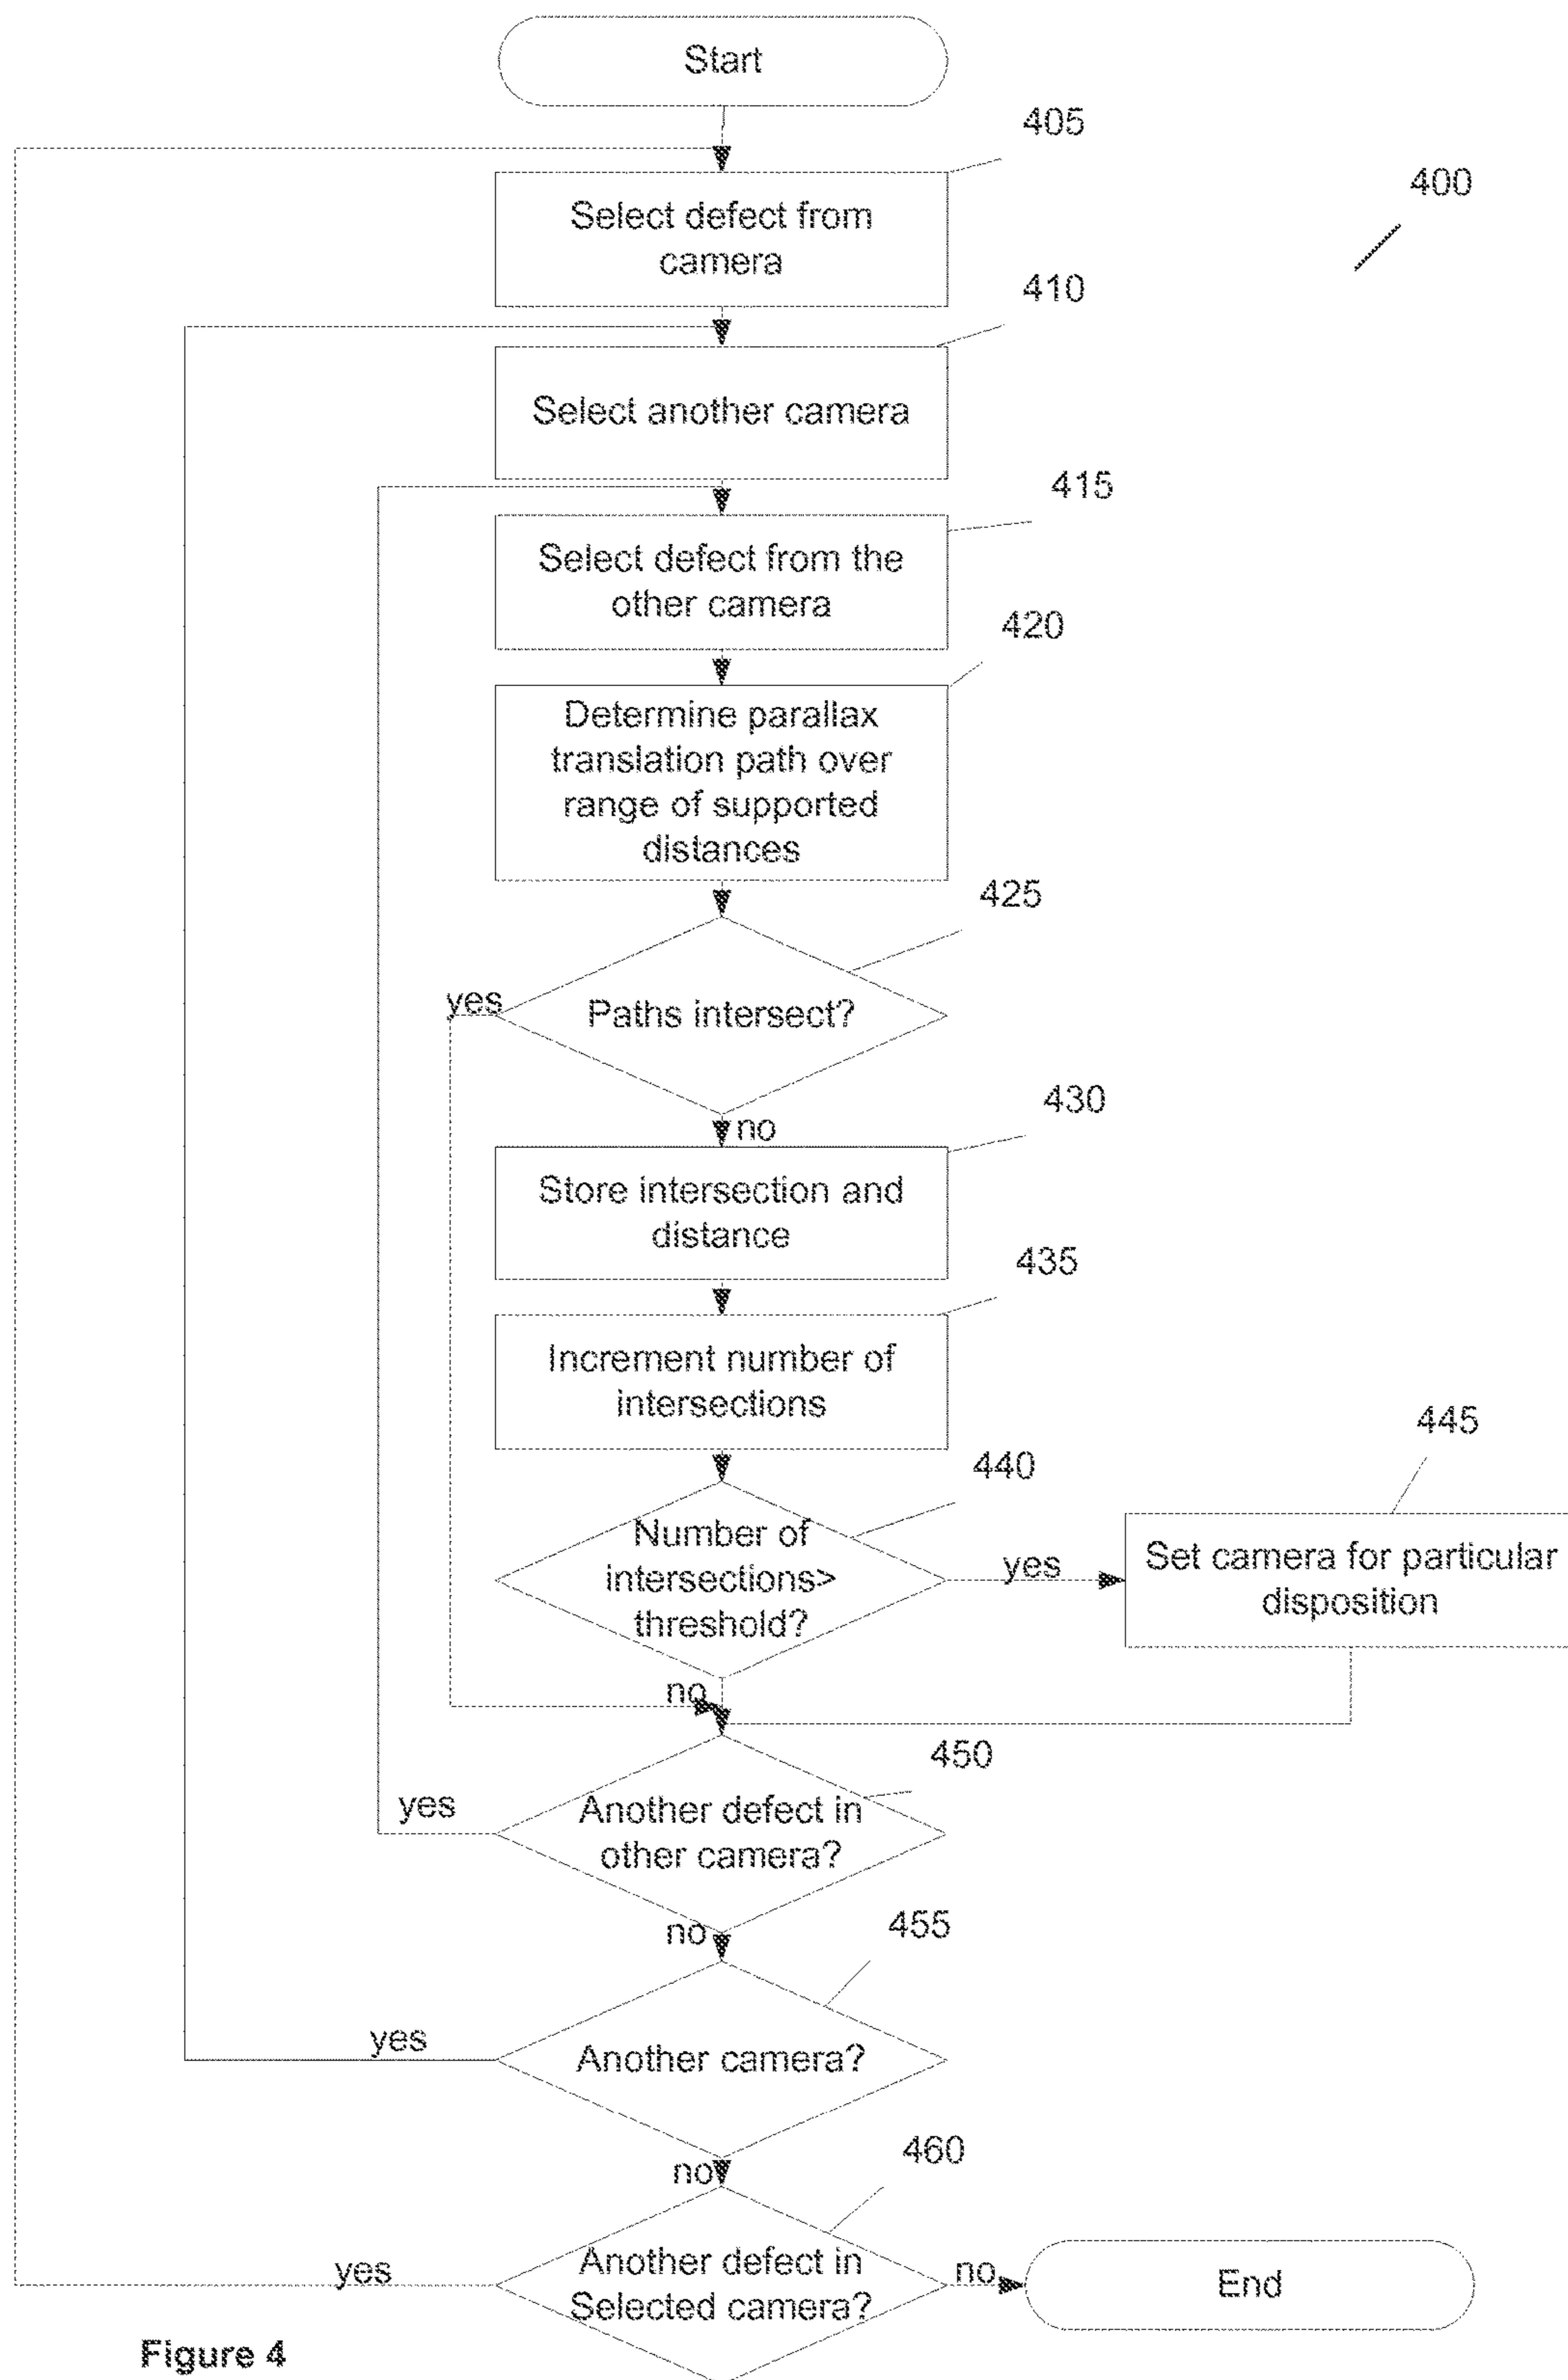 Start
405
400
Select defect from
camera
410
Select another camera
415
Select defect from the
other camera
420
Determine parallax
translation path over
range of supported
distances
425
yes
Paths intersect?
430
no
Store intersection and
distance
435
Increment number of
intersections
445
440
Number of
intersections>
threshold?
yes
Set camera for particular
disposition
no
450
yes
Another defect in
other camera?
455
no
yes
Another camera?
460
no
yes
Another defect in
Selected camera?
no
End
Figure 4